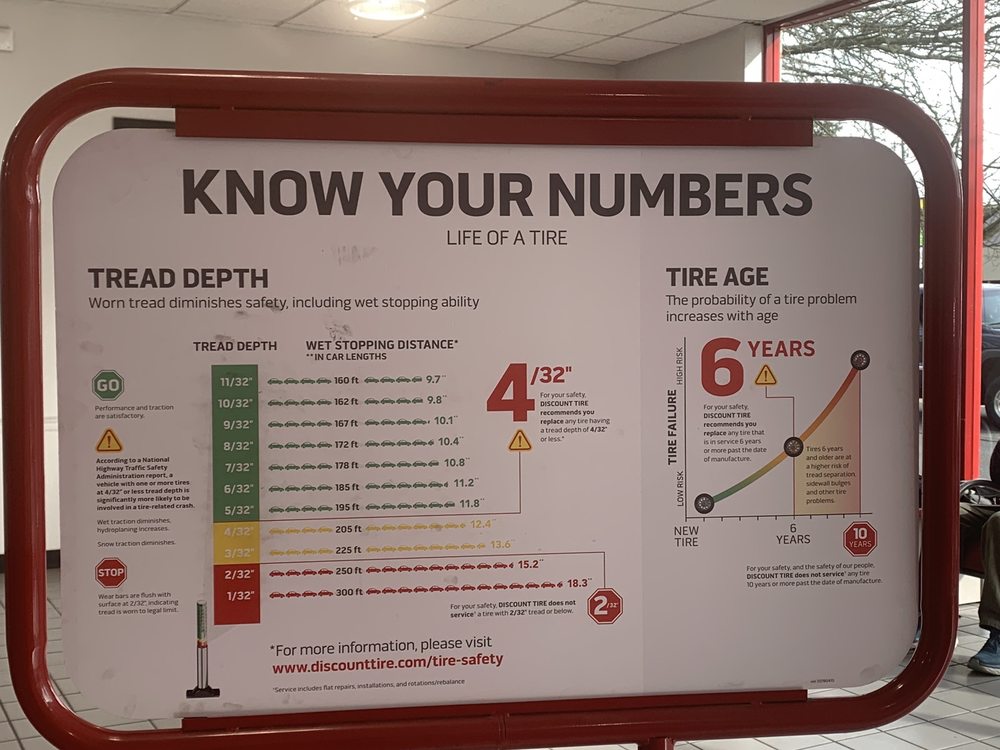 KNOW YOUR NUMBERS
LIFE OF A TIRE
TREAD DEPTH
Worn tread diminishes safety, including wet stopping ability
TREAD DEPTH
WET STOPPING DISTANCE*
**IN CAR LENGTHS
GO
Performance and traction
are satisfactory.
According to a National
Highway Traffic Safety
Administration report, a
vehicle with one or more tires
at 4/32" or less tread depth is
significantly more likely to be
involved in a tire-related crash.
Wet traction diminishes,
hydroplaning increases.
Snow traction diminishes.
STOP
Wear bars are flush with
surface at 2/32", indicating
tread is worn to legal limit.
11/32" 160 ft 9.7**
10/32" 162 ft 9.8**
9/32" 167 ft 10.1**
8/32" 172 ft 10.4**
7/32" 178 ft 10.8**
6/32" 185 ft 11.2**
5/32" 195 ft 11.8**
4/32" 205 ft 12.4**
3/32" 225 ft 13.6**
2/32" 250 ft 15.2**
1/32" 300 ft 18.3**
4/32"
For your safety,
DISCOUNT TIRE
recommends you
replace any tire having
a tread depth of 4/32"
or less.*
For your safety, DISCOUNT TIRE does not
service† a tire with 2/32" tread or below.
2/32"
*For more information, please visit
www.discounttire.com/tire-safety
†Service includes flat repairs, installations, and rotations/rebalance
TIRE AGE
The probability of a tire problem
increases with age
TIRE FAILURE
HIGH RISK
LOW RISK
6 YEARS
For your safety,
DISCOUNT TIRE
recommends you
replace any tire that
is in service 6 years
or more past the date
of manufacture.
Tires 6 years
and older are at
a higher risk of
tread separation,
sidewall bulges
and other tire
problems.
NEW
TIRE
6
YEARS
10
YEARS
For your safety, and the safety of our people,
DISCOUNT TIRE does not service† any tire
10 years or more past the date of manufacture.